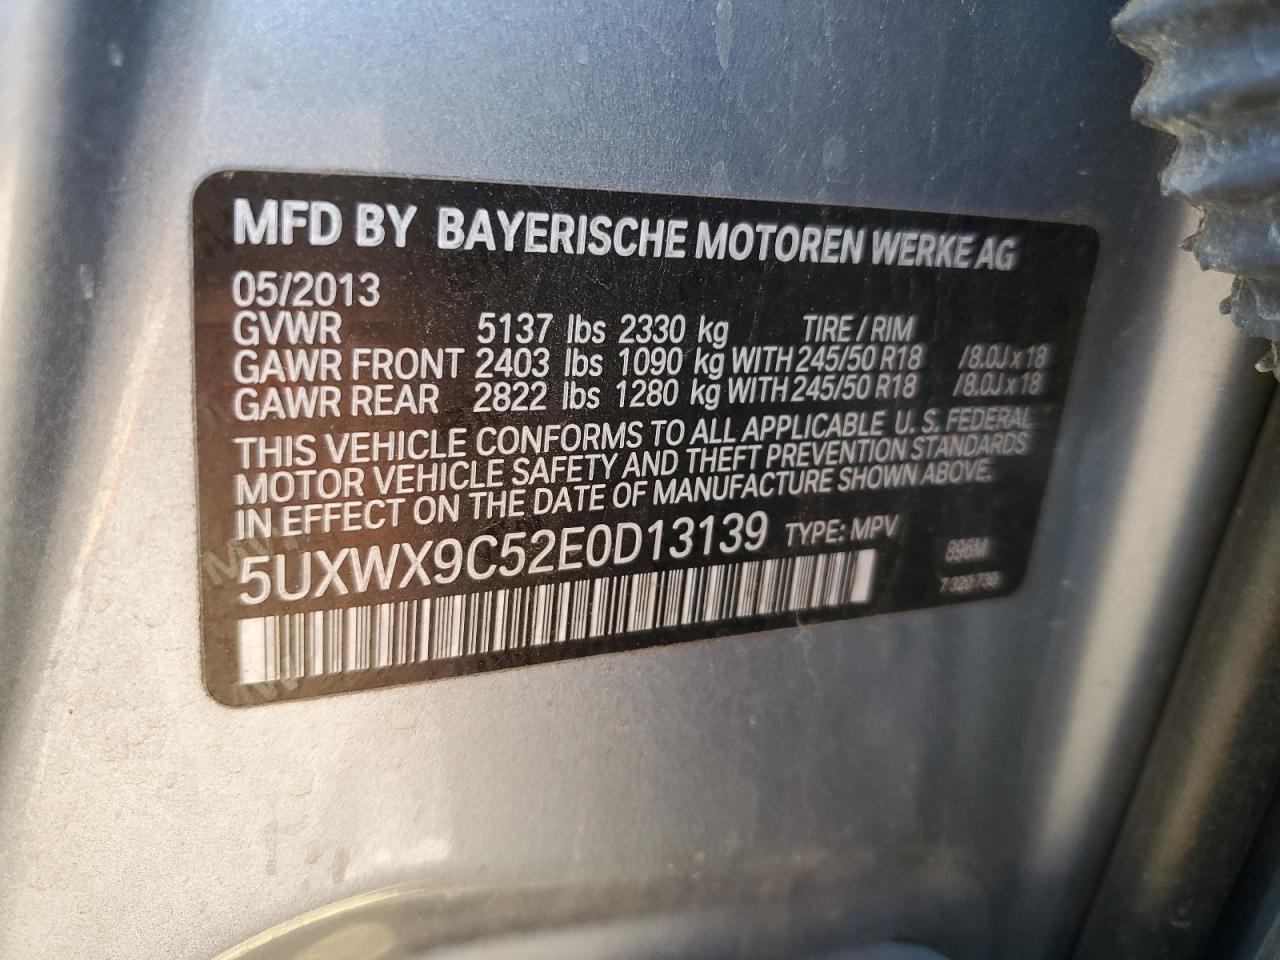 MFD BY BAYERISCHE MOTOREN WERKE AG
05/2013
GVWR 5137 lbs 2330 kg TIRE / RIM
GAWR FRONT 2403 lbs 1090 kg WITH 245/50 R18 /8.0J x 18
GAWR REAR 2822 lbs 1280 kg WITH 245/50 R18 /8.0J x 18
THIS VEHICLE CONFORMS TO ALL APPLICABLE U. S. FEDERAL
MOTOR VEHICLE SAFETY AND THEFT PREVENTION STANDARDS
IN EFFECT ON THE DATE OF MANUFACTURE SHOWN ABOVE.
5UXWX9C52E0D13139 TYPE: MPV
896M
7 320 730